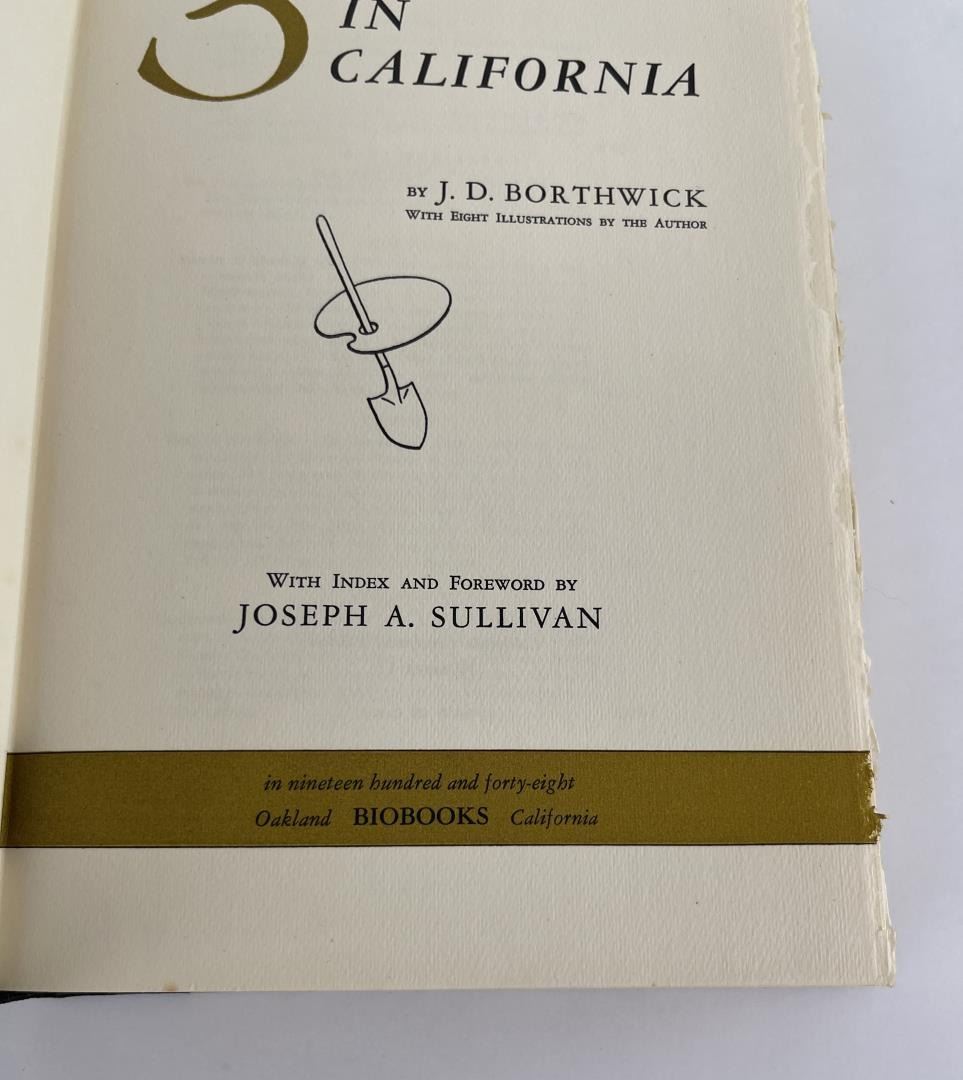 3
IN
CALIFORNIA
BY J. D. BORTHWICK
WITH EIGHT ILLUSTRATIONS BY THE AUTHOR
WITH INDEX AND FOREWORD BY
JOSEPH A. SULLIVAN
in nineteen hundred and forty-eight
Oakland BIOBOOKS California